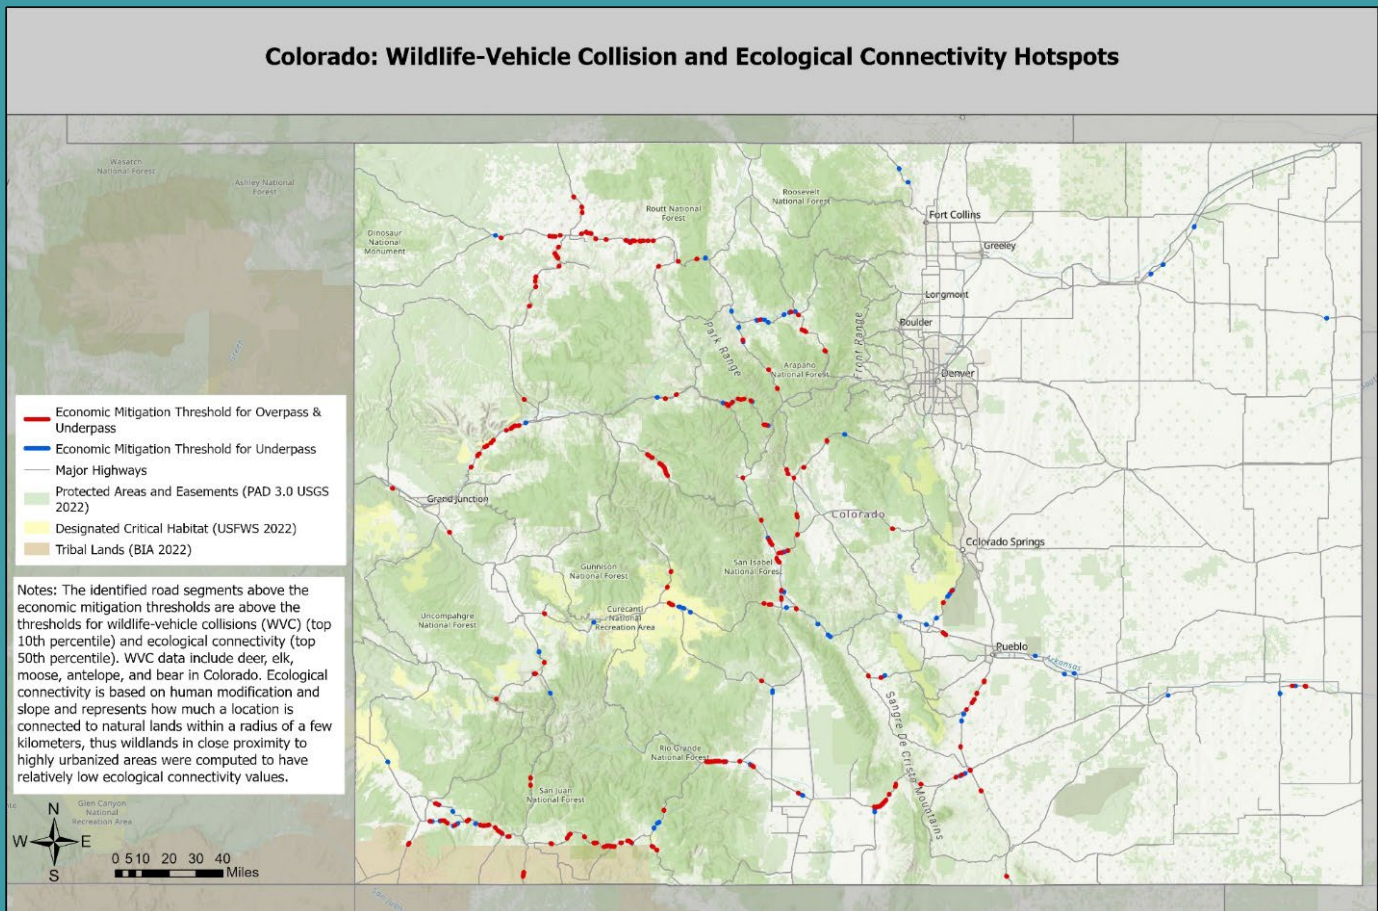 Colorado: Wildlife-Vehicle Collision and Ecological Connectivity Hotspots
Wasatch
National Forest
Ashley National
Forest
Dinosaur
National
Monument
Routt National
Forest
Roosevelt
National Forest
Fort Collins
Greeley
Longmont
Boulder
Park Range
Front Range
Arapaho
National Forest
Denver
Green
Economic Mitigation Threshold for Overpass &
Underpass
Economic Mitigation Threshold for Underpass
Major Highways
Protected Areas and Easements (PAD 3.0 USGS
2022)
Designated Critical Habitat (USFWS 2022)
Tribal Lands (BIA 2022)
Grand Junction
Colorado
Colorado Springs
Gunnison
National Forest
San Isabel
National Forest
Uncompahgre
National Forest
Curecanti
National
Recreation Area
Pueblo
Arkansas
Notes: The identified road segments above the
economic mitigation thresholds are above the
thresholds for wildlife-vehicle collisions (WVC) (top
10th percentile) and ecological connectivity (top
50th percentile). WVC data include deer, elk,
moose, antelope, and bear in Colorado. Ecological
connectivity is based on human modification and
slope and represents how much a location is
connected to natural lands within a radius of a few
kilometers, thus wildlands in close proximity to
highly urbanized areas were computed to have
relatively low ecological connectivity values.
Rio Grande
National Forest
Sangre De Cristo Mountains
San Juan
National Forest
Glen Canyon
National
Recreation Area
N
W
E
S
0 5 10 20 30 40
Miles
San Juan